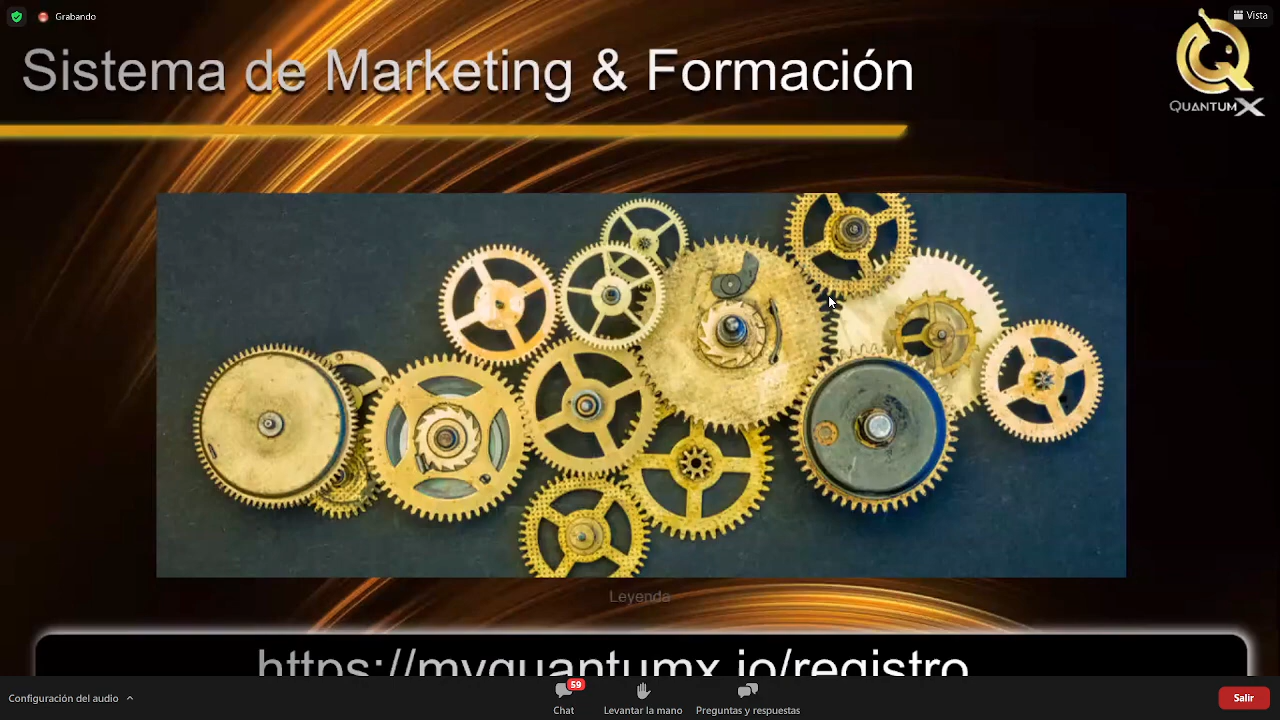 Grabando
Vista
Sistema de Marketing & Formación
QUANTUMX
Leyenda
https://myquantumx.io/registro
Configuración del audio
59
Chat
Levantar la mano
Preguntas y respuestas
Salir